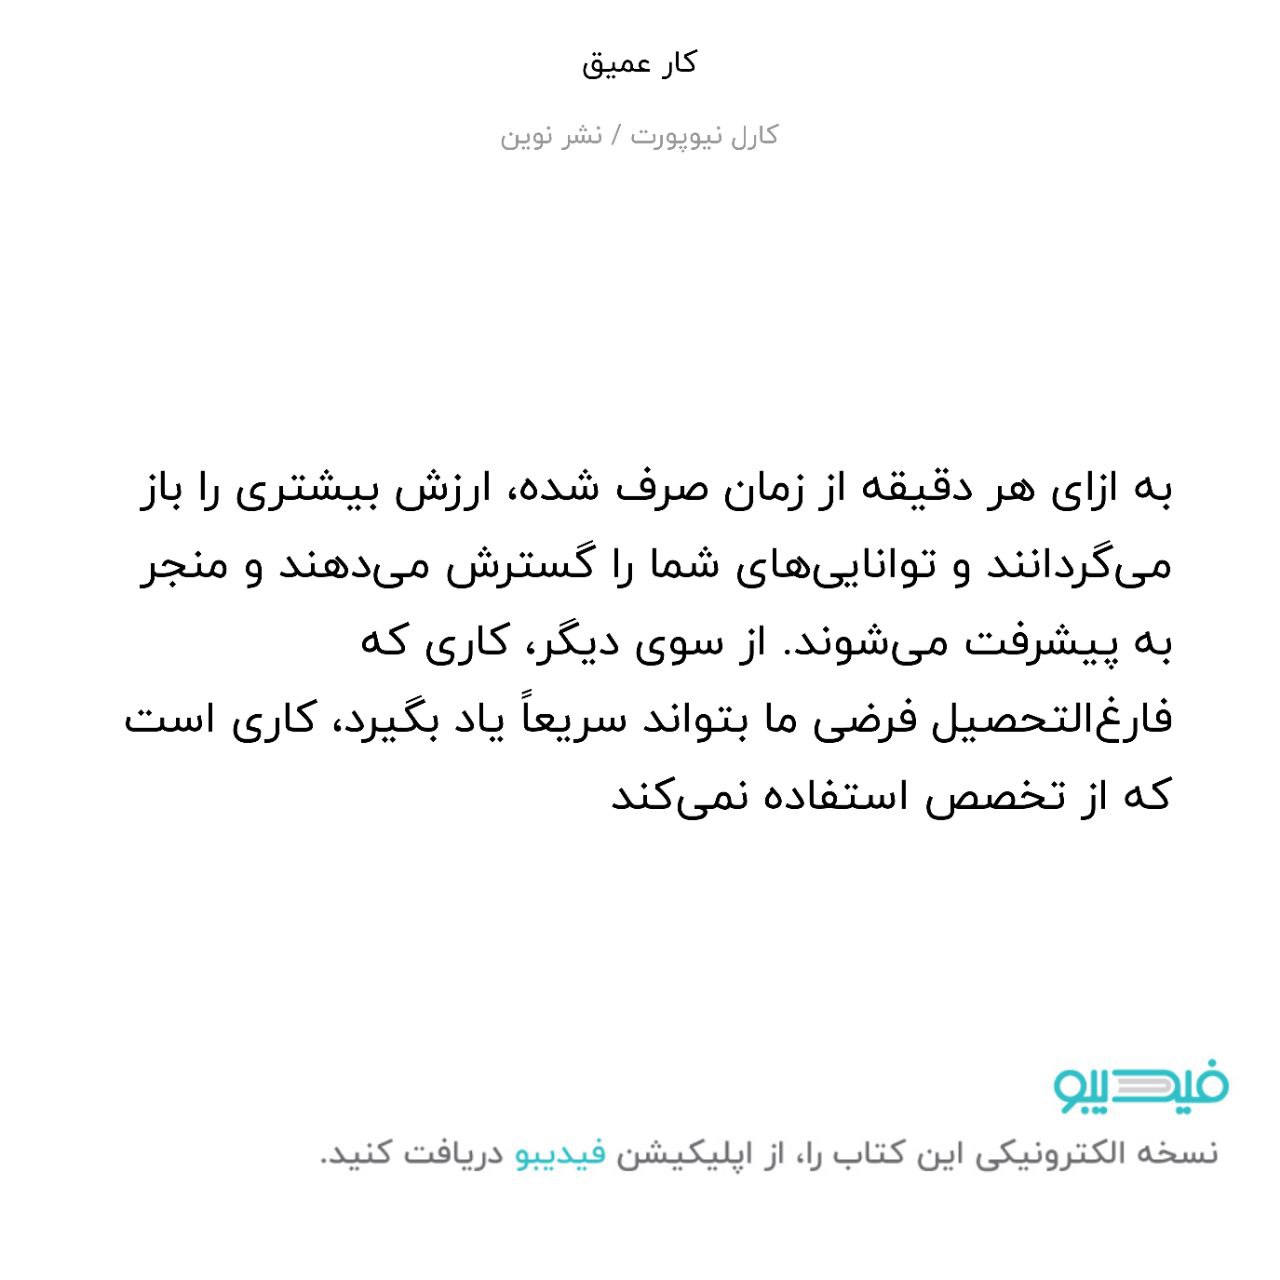 کار عمیق
کارل نیوپورت / نشر نوین
به ازای هر دقیقه از زمان صرف شده، ارزش بیشتری را باز
می‌گردانند و توانایی‌های شما را گسترش می‌دهند و منجر
به پیشرفت می‌شوند. از سوی دیگر، کاری که
فارغ‌التحصیل فرضی ما بتواند سریعاً یاد بگیرد، کاری است
که از تخصص استفاده نمی‌کند
فیدیبو
نسخه الکترونیکی این کتاب را، از اپلیکیشن فیدیبو دریافت کنید.